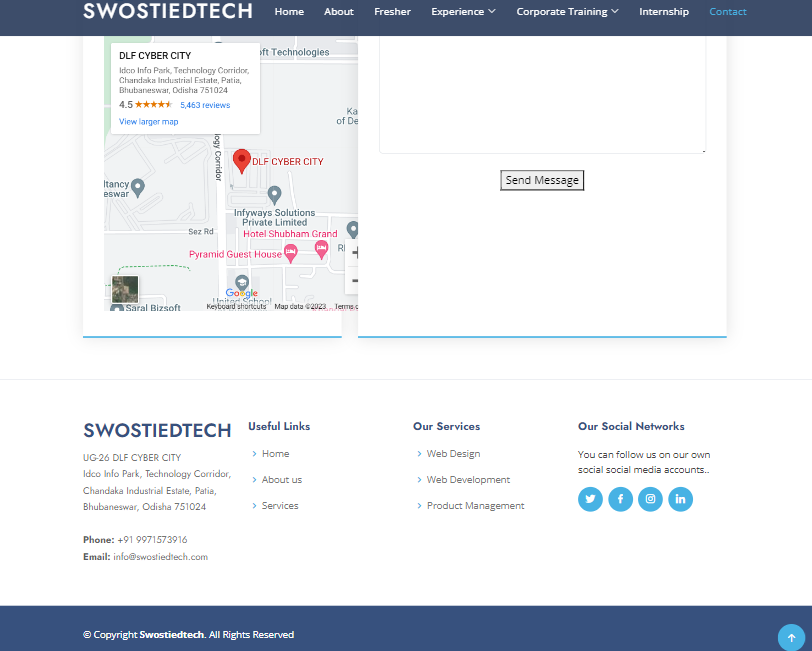 SWOSTIEDTECH
Home About Fresher Experience Corporate Training Internship Contact
oft Technologies
DLF CYBER CITY
Idco Info Park, Technology Corridor,
Chandaka Industrial Estate, Patia,
Bhubaneswar, Odisha 751024
4.5 5,463 reviews
View larger map
Ka
of De
ogy Corridor
DLF CYBER CITY
ltancy
eswar
Infyways Solutions
Private Limited
Sez Rd
Hotel Shubham Grand
Pyramid Guest House
+
−
Google
United School
Saral Bizsoft
Keyboard shortcuts Map data ©2023 Terms o
Send Message
SWOSTIEDTECH
UG-26 DLF CYBER CITY
Idco Info Park, Technology Corridor,
Chandaka Industrial Estate, Patia,
Bhubaneswar, Odisha 751024
Phone: +91 9971573916
Email: info@swostiedtech.com
Useful Links
Home
About us
Services
Our Services
Web Design
Web Development
Product Management
Our Social Networks
You can follow us on our own
social social media accounts..
© Copyright Swostiedtech. All Rights Reserved